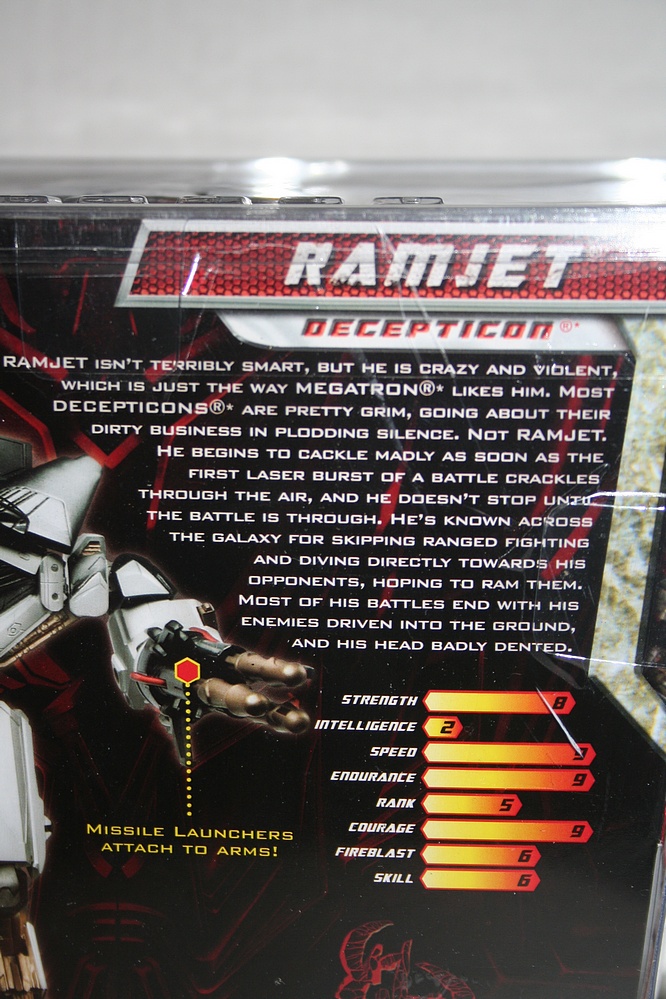 RAMJET
DECEPTICON®*
RAMJET ISN'T TERRIBLY SMART, BUT HE IS CRAZY AND VIOLENT,
WHICH IS JUST THE WAY MEGATRON®* LIKES HIM. MOST
DECEPTICONS®* ARE PRETTY GRIM, GOING ABOUT THEIR
DIRTY BUSINESS IN PLODDING SILENCE. NOT RAMJET.
HE BEGINS TO CACKLE MADLY AS SOON AS THE
FIRST LASER BURST OF A BATTLE CRACKLES
THROUGH THE AIR, AND HE DOESN'T STOP UNTIL
THE BATTLE IS THROUGH. HE'S KNOWN ACROSS
THE GALAXY FOR SKIPPING RANGED FIGHTING
AND DIVING DIRECTLY TOWARDS HIS
OPPONENTS, HOPING TO RAM THEM.
MOST OF HIS BATTLES END WITH HIS
ENEMIES DRIVEN INTO THE GROUND,
AND HIS HEAD BADLY DENTED.
STRENGTH 8
INTELLIGENCE 2
SPEED 9
ENDURANCE 9
RANK 5
COURAGE 9
FIREBLAST 6
SKILL 6
MISSILE LAUNCHERS
ATTACH TO ARMS!